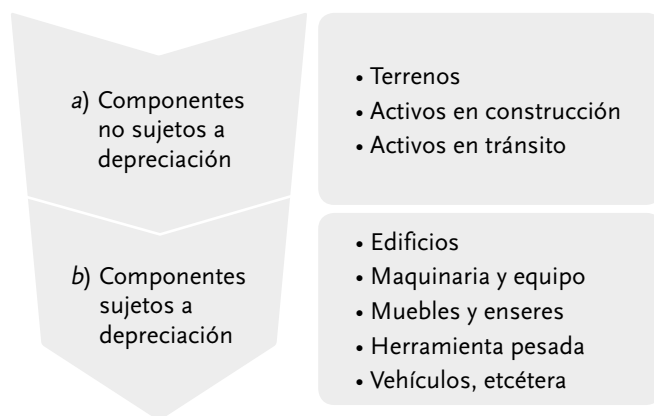 a) Componentes
no sujetos a
depreciación
• Terrenos
• Activos en construcción
• Activos en tránsito
b) Componentes
sujetos a
depreciación
• Edificios
• Maquinaria y equipo
• Muebles y enseres
• Herramienta pesada
• Vehículos, etcétera